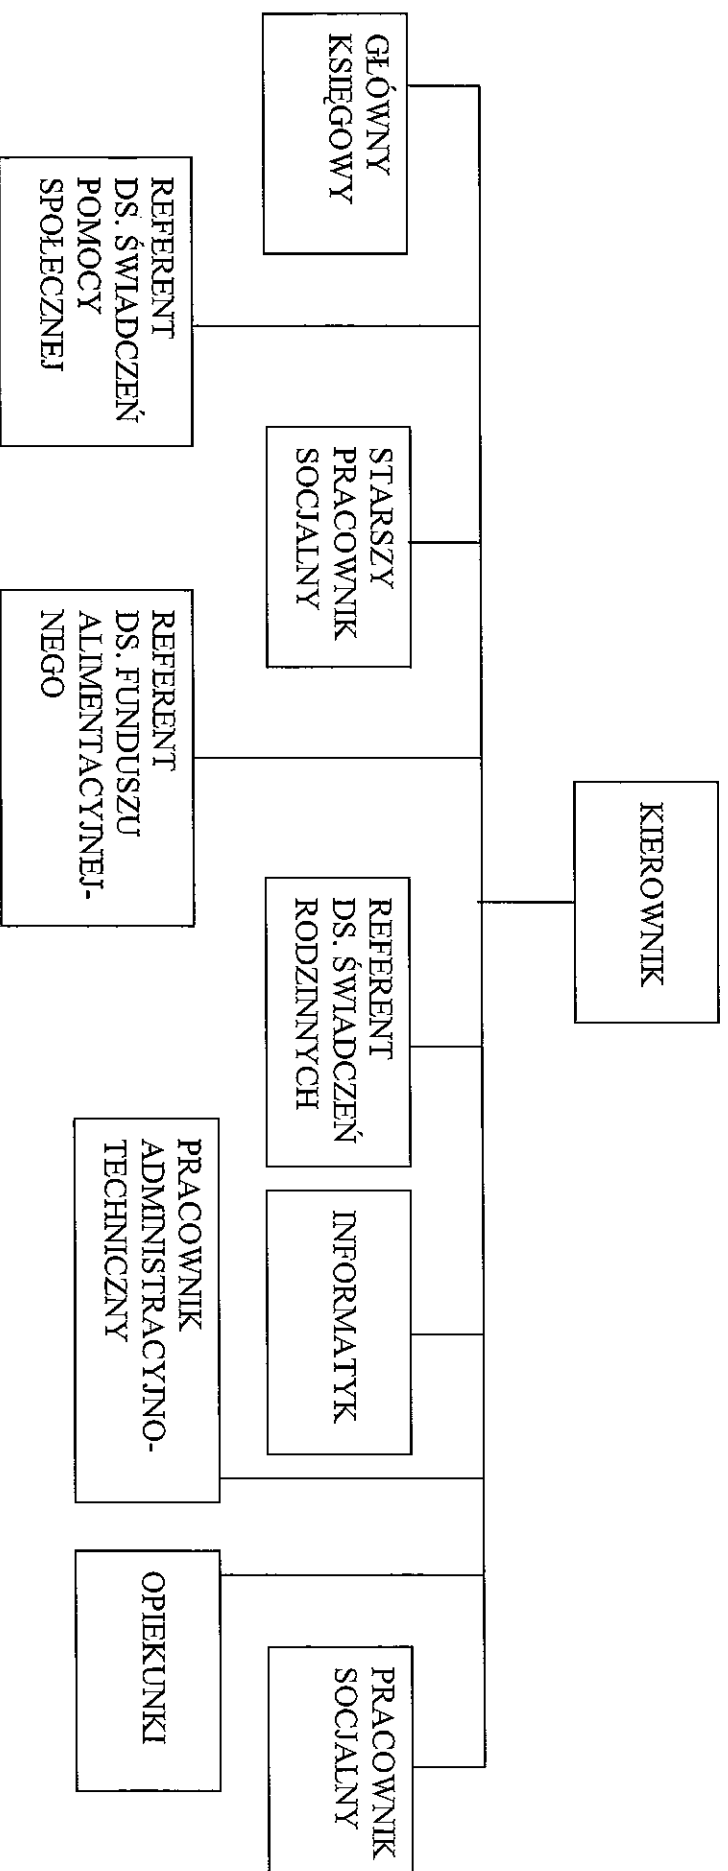 KIEROWNIK
GŁÓWNY
KSIĘGOWY
STARSZY
PRACOWNIK
SOCJALNY
REFERENT
DS. ŚWIADCZEŃ
RODZINNYCH
INFORMATYK
PRACOWNIK
SOCJALNY
REFERENT
DS. ŚWIADCZEŃ
POMOCY
SPOŁECZNEJ
REFERENT
DS. FUNDUSZU
ALIMENTACYJNEJ-
NEGO
PRACOWNIK
ADMINISTRACYJNO-
TECHNICZNY
OPIEKUNKI